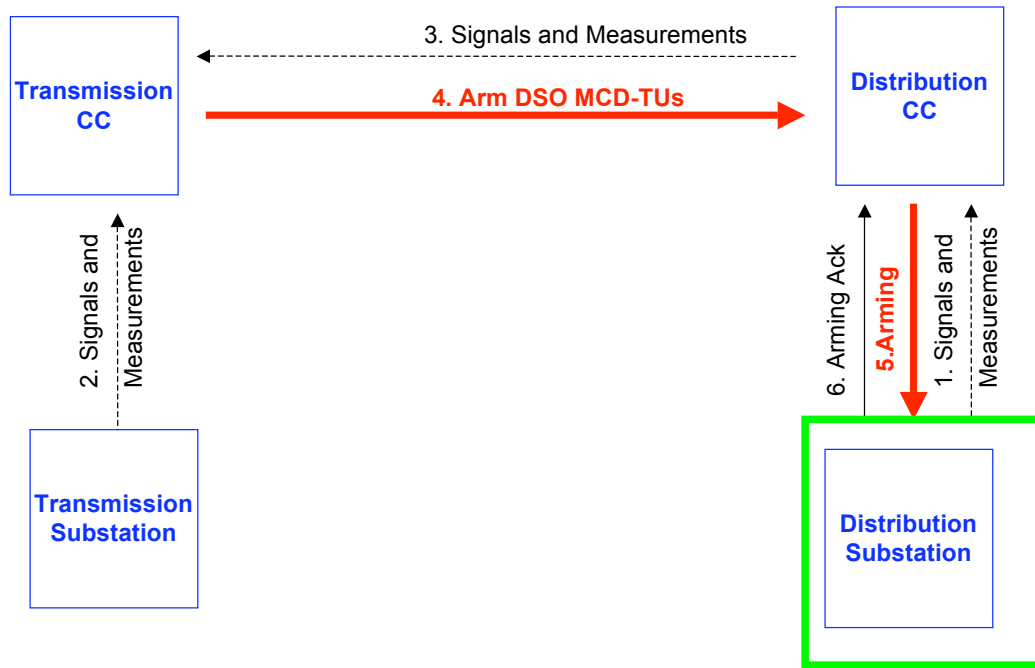 3. Signals and Measurements
Transmission
CC
Distribution
CC
4. Arm DSO MCD-TUs
2. Signals and
Measurements
6. Arming Ack
5.Arming
1. Signals and
Measurements
Transmission
Substation
Distribution
Substation